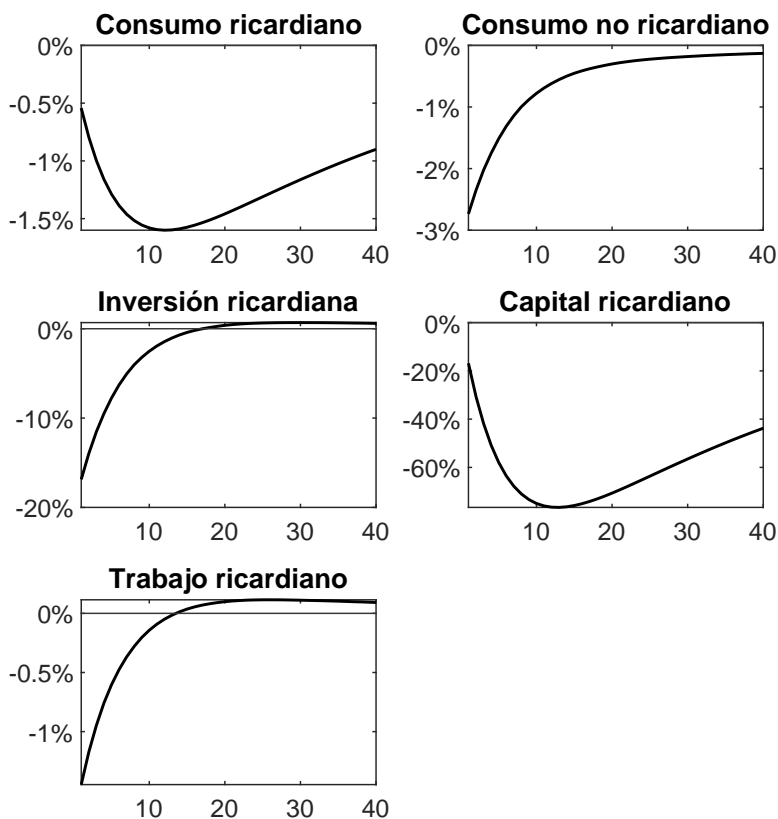 Consumo ricardiano
0%
-0.5%
-1%
-1.5%
10 20 30 40
Consumo no ricardiano
0%
-1%
-2%
-3%
10 20 30 40
Inversión ricardiana
0%
-10%
-20%
10 20 30 40
Capital ricardiano
0%
-20%
-40%
-60%
10 20 30 40
Trabajo ricardiano
0%
-0.5%
-1%
10 20 30 40